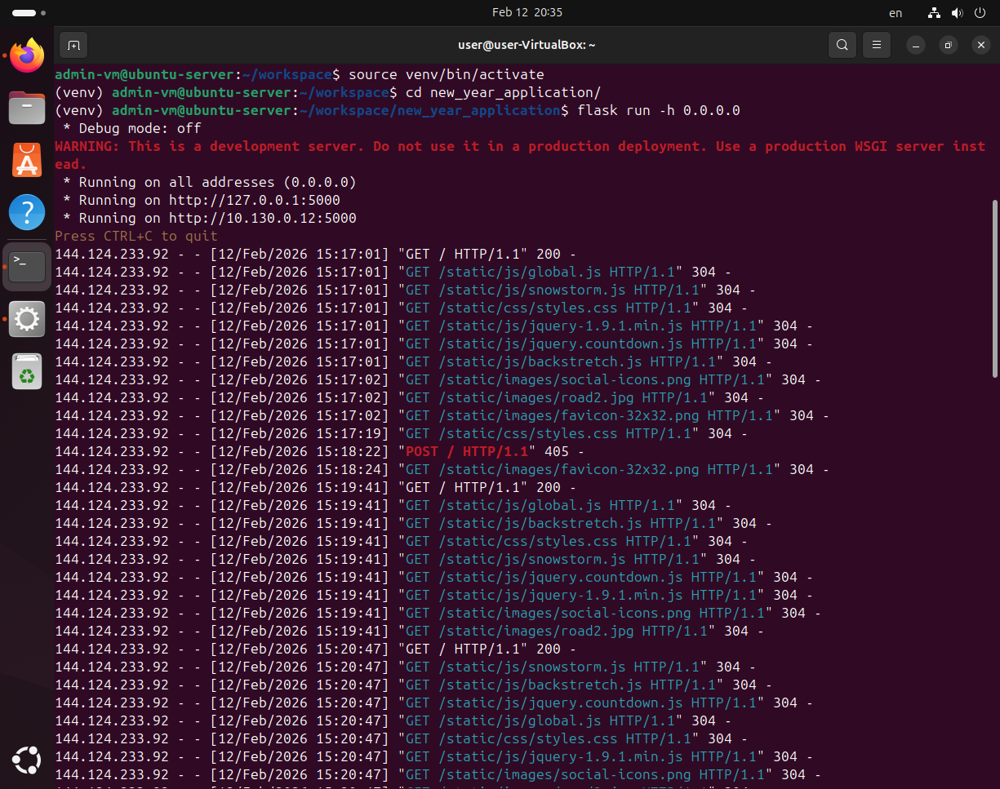 Feb 12 20:35
en
user@user-VirtualBox: ~
admin-vm@ubuntu-server:~/workspace$ source venv/bin/activate
(venv) admin-vm@ubuntu-server:~/workspace$ cd new_year_application/
(venv) admin-vm@ubuntu-server:~/workspace/new_year_application$ flask run -h 0.0.0.0
 * Debug mode: off
WARNING: This is a development server. Do not use it in a production deployment. Use a production WSGI server inst
ead.
 * Running on all addresses (0.0.0.0)
 * Running on http://127.0.0.1:5000
 * Running on http://10.130.0.12:5000
Press CTRL+C to quit
144.124.233.92 - - [12/Feb/2026 15:17:01] "GET / HTTP/1.1" 200 -
144.124.233.92 - - [12/Feb/2026 15:17:01] "GET /static/js/global.js HTTP/1.1" 304 -
144.124.233.92 - - [12/Feb/2026 15:17:01] "GET /static/js/snowstorm.js HTTP/1.1" 304 -
144.124.233.92 - - [12/Feb/2026 15:17:01] "GET /static/css/styles.css HTTP/1.1" 304 -
144.124.233.92 - - [12/Feb/2026 15:17:01] "GET /static/js/jquery-1.9.1.min.js HTTP/1.1" 304 -
144.124.233.92 - - [12/Feb/2026 15:17:01] "GET /static/js/jquery.countdown.js HTTP/1.1" 304 -
144.124.233.92 - - [12/Feb/2026 15:17:01] "GET /static/js/backstretch.js HTTP/1.1" 304 -
144.124.233.92 - - [12/Feb/2026 15:17:02] "GET /static/images/social-icons.png HTTP/1.1" 304 -
144.124.233.92 - - [12/Feb/2026 15:17:02] "GET /static/images/road2.jpg HTTP/1.1" 304 -
144.124.233.92 - - [12/Feb/2026 15:17:02] "GET /static/images/favicon-32x32.png HTTP/1.1" 304 -
144.124.233.92 - - [12/Feb/2026 15:17:19] "GET /static/css/styles.css HTTP/1.1" 304 -
144.124.233.92 - - [12/Feb/2026 15:18:22] "POST / HTTP/1.1" 405 -
144.124.233.92 - - [12/Feb/2026 15:18:24] "GET /static/images/favicon-32x32.png HTTP/1.1" 304 -
144.124.233.92 - - [12/Feb/2026 15:19:41] "GET / HTTP/1.1" 200 -
144.124.233.92 - - [12/Feb/2026 15:19:41] "GET /static/js/global.js HTTP/1.1" 304 -
144.124.233.92 - - [12/Feb/2026 15:19:41] "GET /static/js/backstretch.js HTTP/1.1" 304 -
144.124.233.92 - - [12/Feb/2026 15:19:41] "GET /static/css/styles.css HTTP/1.1" 304 -
144.124.233.92 - - [12/Feb/2026 15:19:41] "GET /static/js/snowstorm.js HTTP/1.1" 304 -
144.124.233.92 - - [12/Feb/2026 15:19:41] "GET /static/js/jquery.countdown.js HTTP/1.1" 304 -
144.124.233.92 - - [12/Feb/2026 15:19:41] "GET /static/js/jquery-1.9.1.min.js HTTP/1.1" 304 -
144.124.233.92 - - [12/Feb/2026 15:19:41] "GET /static/images/social-icons.png HTTP/1.1" 304 -
144.124.233.92 - - [12/Feb/2026 15:19:41] "GET /static/images/road2.jpg HTTP/1.1" 304 -
144.124.233.92 - - [12/Feb/2026 15:20:47] "GET / HTTP/1.1" 200 -
144.124.233.92 - - [12/Feb/2026 15:20:47] "GET /static/js/snowstorm.js HTTP/1.1" 304 -
144.124.233.92 - - [12/Feb/2026 15:20:47] "GET /static/js/backstretch.js HTTP/1.1" 304 -
144.124.233.92 - - [12/Feb/2026 15:20:47] "GET /static/js/jquery.countdown.js HTTP/1.1" 304 -
144.124.233.92 - - [12/Feb/2026 15:20:47] "GET /static/js/global.js HTTP/1.1" 304 -
144.124.233.92 - - [12/Feb/2026 15:20:47] "GET /static/css/styles.css HTTP/1.1" 304 -
144.124.233.92 - - [12/Feb/2026 15:20:47] "GET /static/js/jquery-1.9.1.min.js HTTP/1.1" 304 -
144.124.233.92 - - [12/Feb/2026 15:20:47] "GET /static/images/social-icons.png HTTP/1.1" 304 -